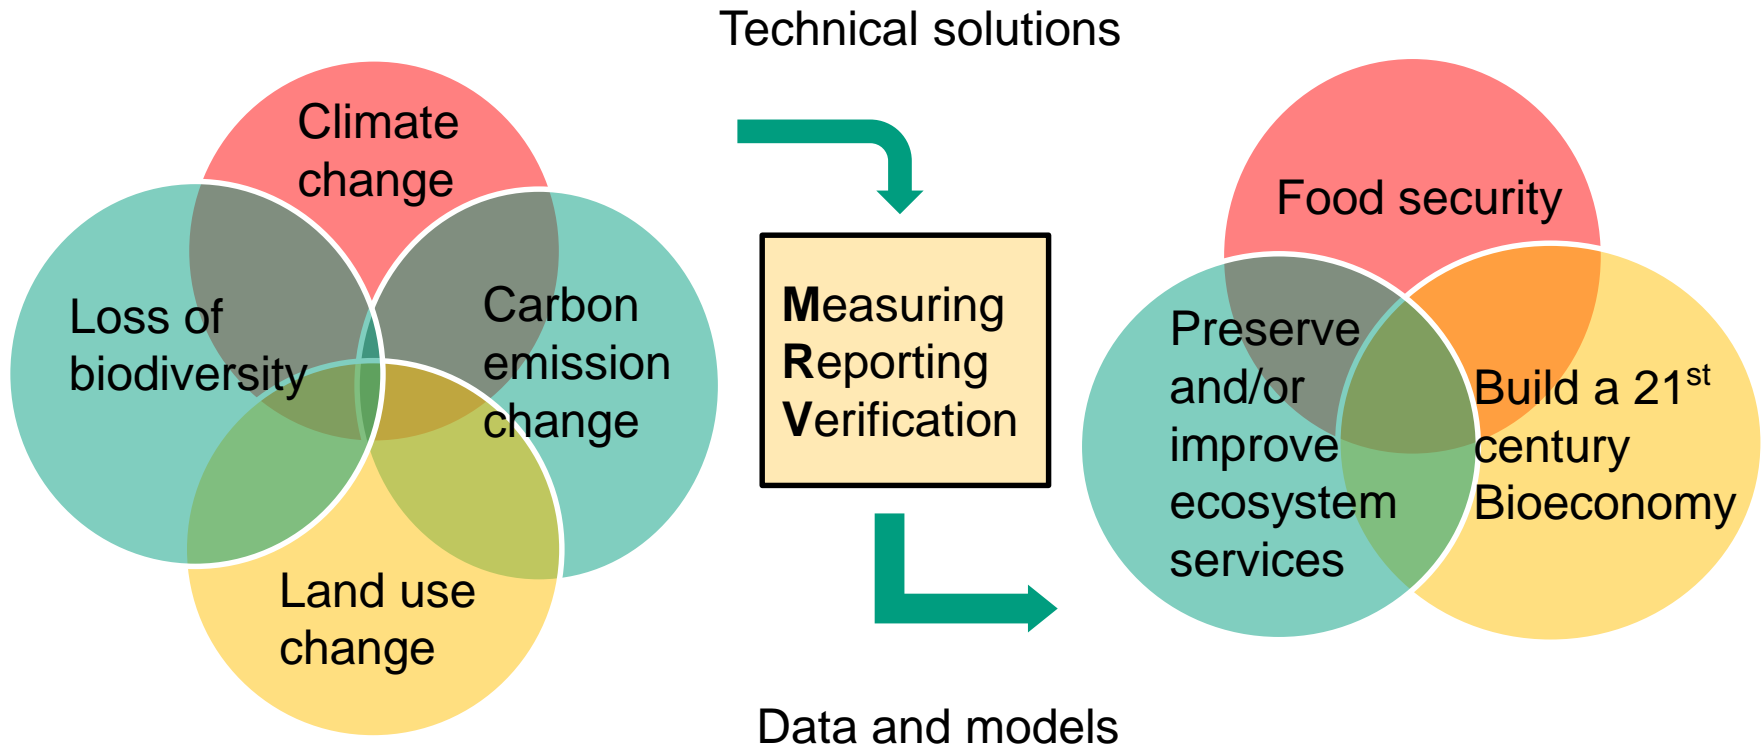 Technical solutions
Climate
change
Loss of
biodiversity
Carbon
emission
change
Land use
change
Measuring
Reporting
Verification
Food security
Preserve
and/or
improve
ecosystem
services
Build a 21st
century
Bioeconomy
Data and models